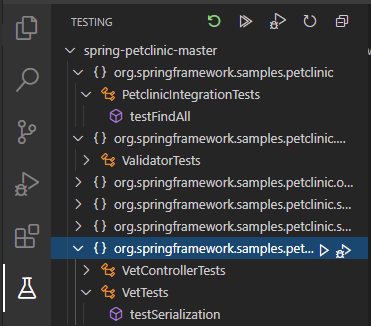 TESTING
spring-petclinic-master
{} org.springframework.samples.petclinic
PetclinicIntegrationTests
testFindAll
{} org.springframework.samples.petclinic....
ValidatorTests
{} org.springframework.samples.petclinic.o...
{} org.springframework.samples.petclinic.s...
{} org.springframework.samples.petclinic.s...
{} org.springframework.samples.pet...
VetControllerTests
VetTests
testSerialization